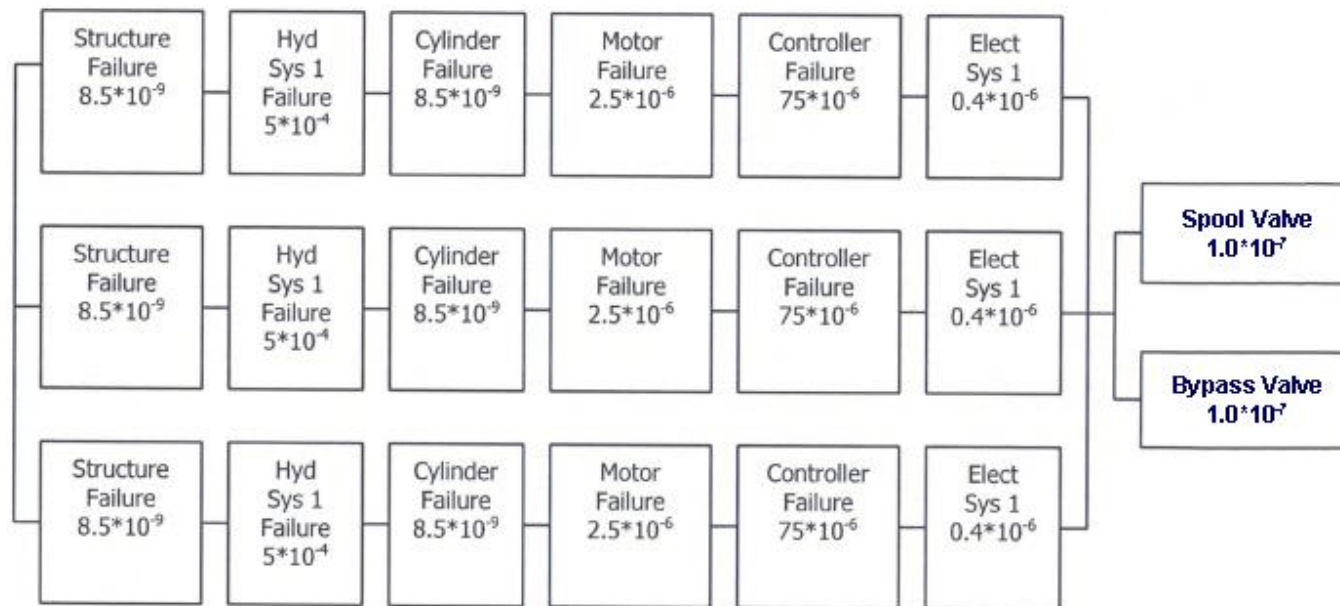 Structure
Failure
8.5*10⁻⁹
Hyd
Sys 1
Failure
5*10⁻⁴
Cylinder
Failure
8.5*10⁻⁹
Motor
Failure
2.5*10⁻⁶
Controller
Failure
75*10⁻⁶
Elect
Sys 1
0.4*10⁻⁶
Spool Valve
1.0*10⁻⁷
Structure
Failure
8.5*10⁻⁹
Hyd
Sys 1
Failure
5*10⁻⁴
Cylinder
Failure
8.5*10⁻⁹
Motor
Failure
2.5*10⁻⁶
Controller
Failure
75*10⁻⁶
Elect
Sys 1
0.4*10⁻⁶
Bypass Valve
1.0*10⁻⁷
Structure
Failure
8.5*10⁻⁹
Hyd
Sys 1
Failure
5*10⁻⁴
Cylinder
Failure
8.5*10⁻⁹
Motor
Failure
2.5*10⁻⁶
Controller
Failure
75*10⁻⁶
Elect
Sys 1
0.4*10⁻⁶